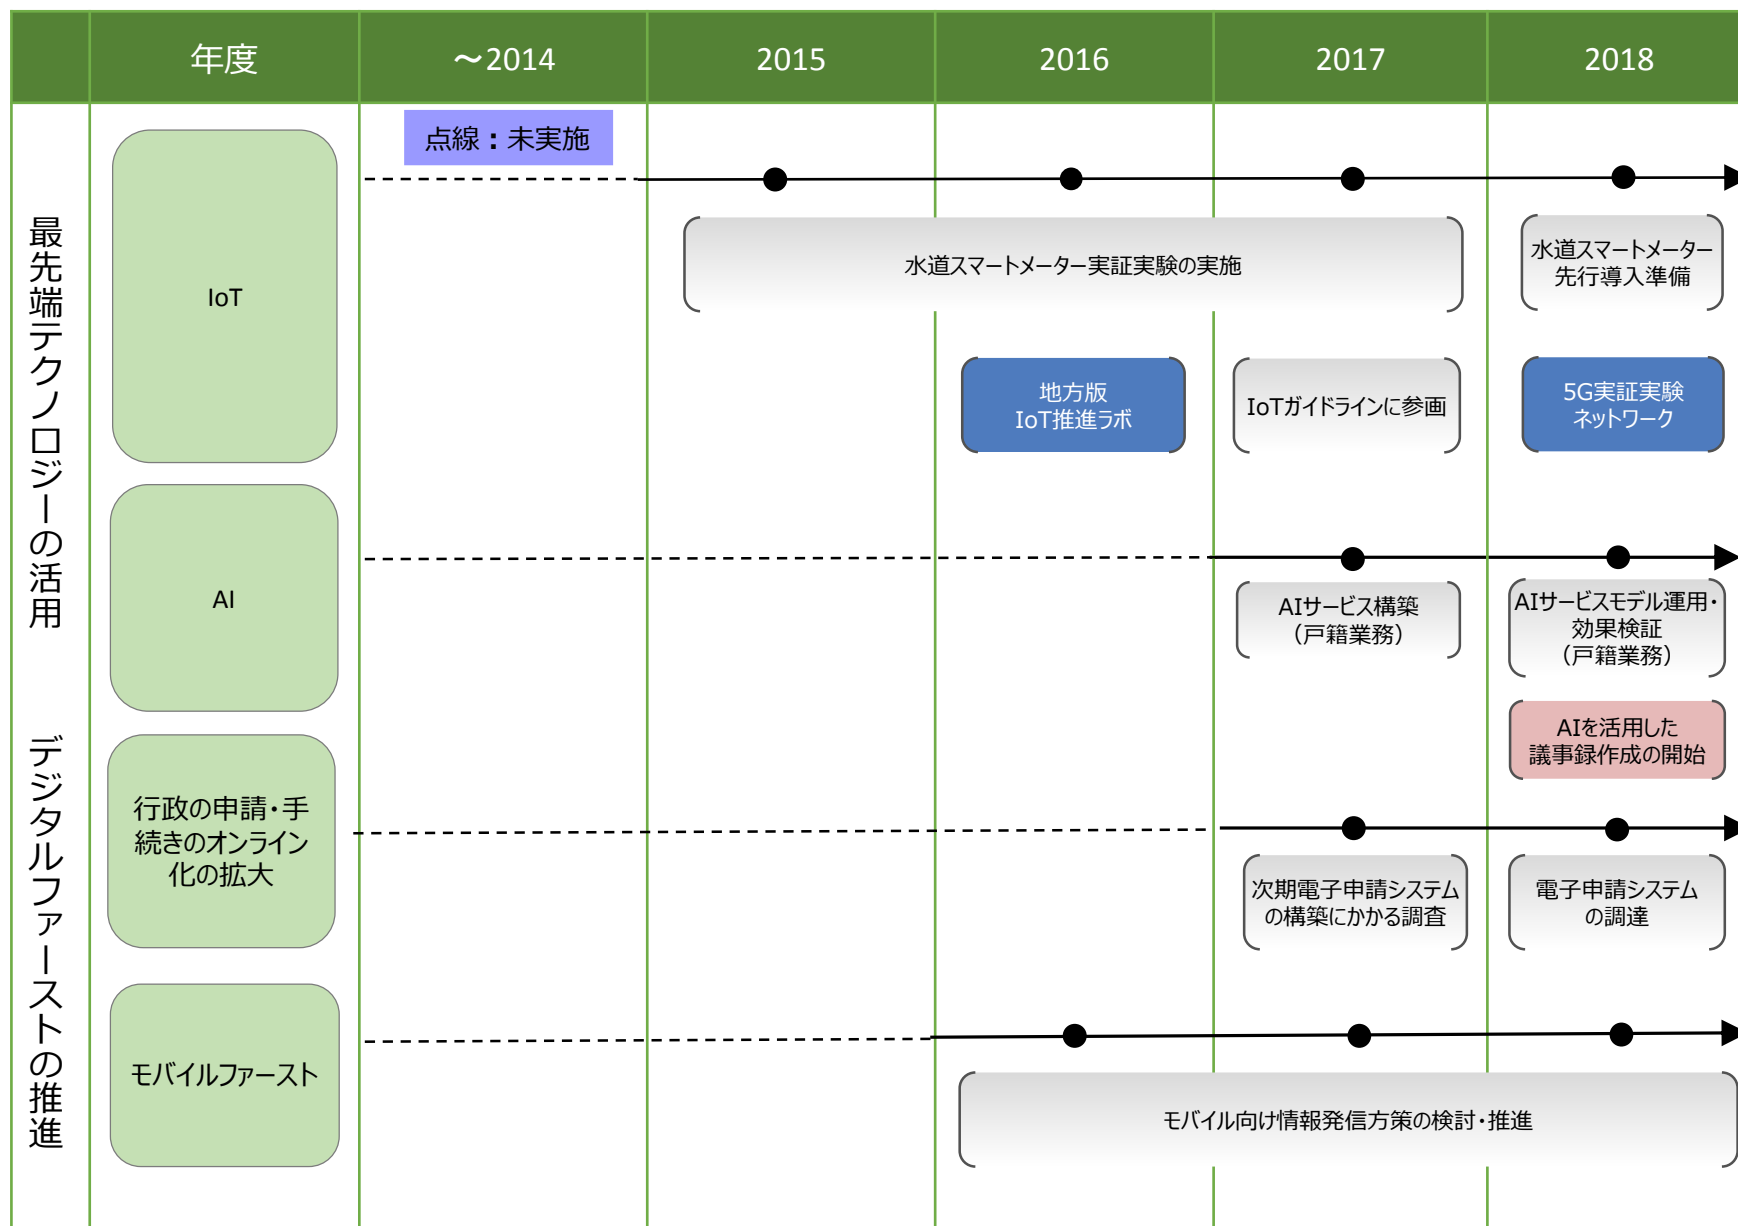 年度
～2014
2015
2016
2017
2018
最先端テクノロジーの活用
IoT
点線：未実施
水道スマートメーター実証実験の実施
水道スマートメーター
先行導入準備
地方版
IoT推進ラボ
IoTガイドラインに参画
5G実証実験
ネットワーク
AI
AIサービス構築
（戸籍業務）
AIサービスモデル運用・
効果検証
（戸籍業務）
AIを活用した
議事録作成の開始
デジタルファーストの推進
行政の申請・手
続きのオンライン
化の拡大
次期電子申請システム
の構築にかかる調査
電子申請システム
の調達
モバイルファースト
モバイル向け情報発信方策の検討・推進